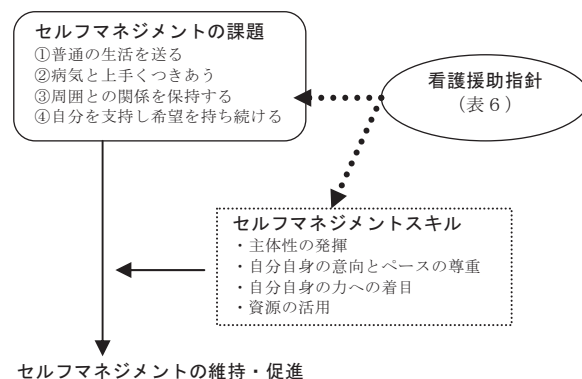 セルフマネジメントの課題
①普通の生活を送る
②病気と上手くつきあう
③周囲との関係を保持する
④自分を支持し希望を持ち続ける
看護援助指針
（表６）
セルフマネジメントスキル
・主体性の発揮
・自分自身の意向とペースの尊重
・自分自身の力への着目
・資源の活用
セルフマネジメントの維持・促進